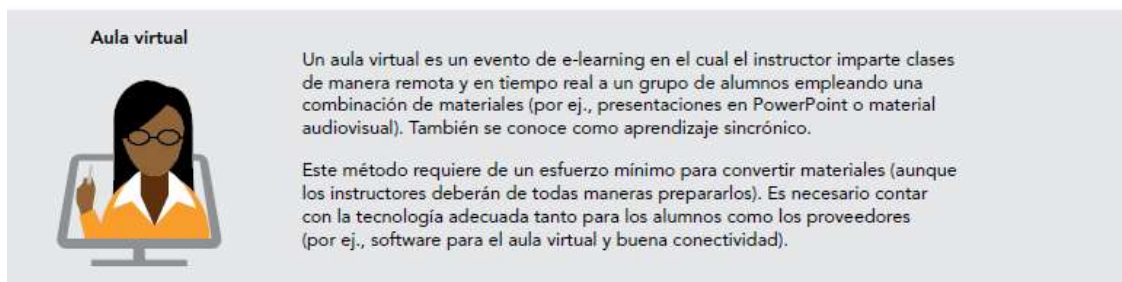 Aula virtual
Un aula virtual es un evento de e-learning en el cual el instructor imparte clases
de manera remota y en tiempo real a un grupo de alumnos empleando una
combinación de materiales (por ej., presentaciones en PowerPoint o material
audiovisual). También se conoce como aprendizaje sincrónico.
Este método requiere de un esfuerzo mínimo para convertir materiales (aunque
los instructores deberán de todas maneras prepararlos). Es necesario contar
con la tecnología adecuada tanto para los alumnos como los proveedores
(por ej., software para el aula virtual y buena conectividad).